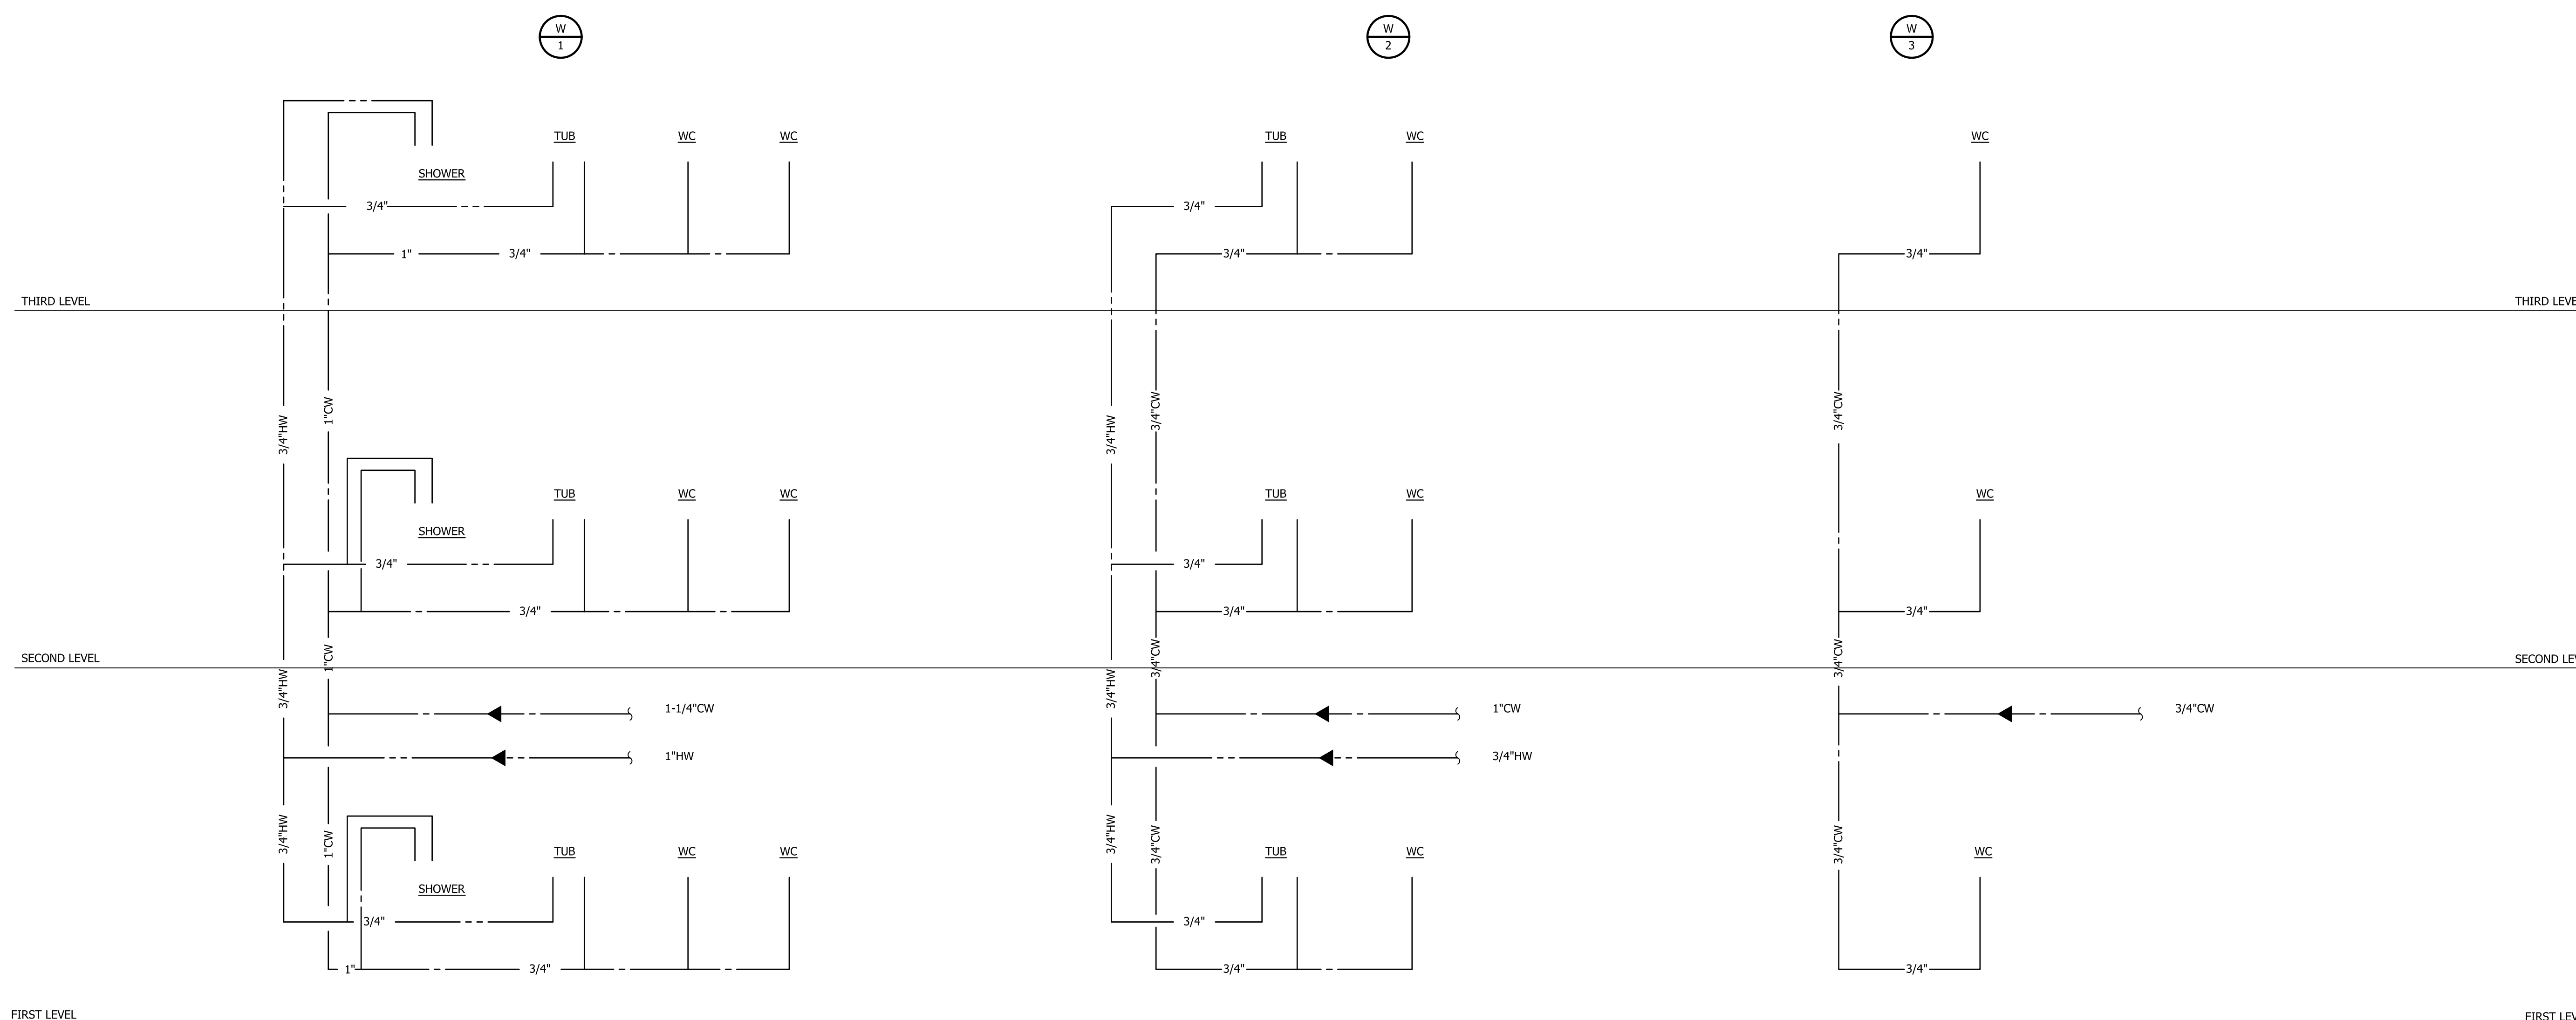 W
1
W
2
W
3
TUB
WC
WC
TUB
WC
WC
SHOWER
3/4"
3/4"
1"
3/4"
3/4"
3/4"
THIRD LEVEL
THIRD LEVE
3/4"HW
1"CW
3/4"HW
3/4"CW
3/4"CW
TUB
WC
WC
TUB
WC
WC
SHOWER
3/4"
3/4"
3/4"
3/4"
3/4"
SECOND LEVEL
SECOND LEV
3/4"HW
1"CW
3/4"HW
3/4"CW
3/4"CW
1-1/4"CW
1"CW
3/4"CW
1"HW
3/4"HW
3/4"HW
1"CW
3/4"HW
3/4"CW
3/4"CW
TUB
WC
WC
TUB
WC
WC
SHOWER
3/4"
3/4"
1"
3/4"
3/4"
3/4"
FIRST LEVEL
FIRST LEVE